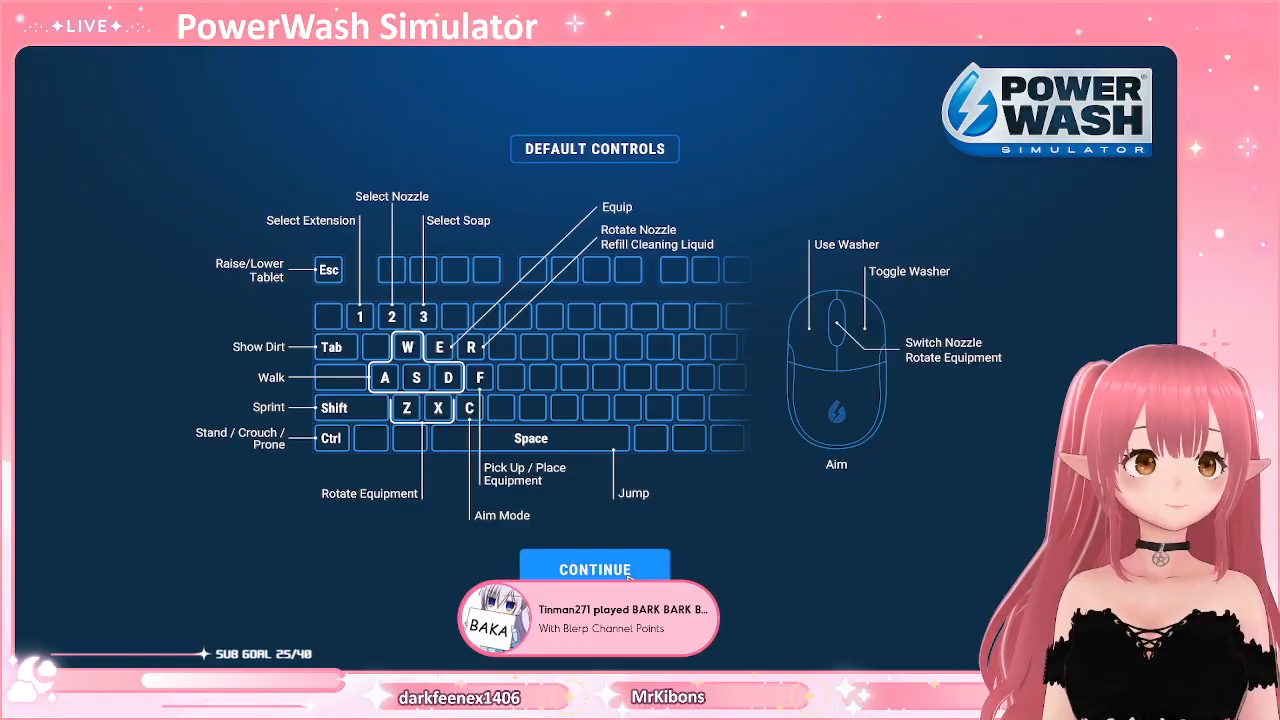 ✦LIVE✦
PowerWash Simulator
POWER
WASH
SIMULATOR
DEFAULT CONTROLS
Select Nozzle
Select Extension
Select Soap
Equip
Rotate Nozzle
Refill Cleaning Liquid
Use Washer
Toggle Washer
Raise/Lower
Tablet
Esc
1 2 3
Show Dirt
Tab W E R
Switch Nozzle
Rotate Equipment
Walk
A S D F
Sprint
Shift Z X C
Stand / Crouch /
Prone
Ctrl Space
Aim
Pick Up / Place
Equipment
Rotate Equipment
Jump
Aim Mode
CONTINUE
BAKA
Tinman271 played BARK BARK B...
With Blerp Channel Points
SUB GOAL 25/40
darkfeenex1406
MrKibons